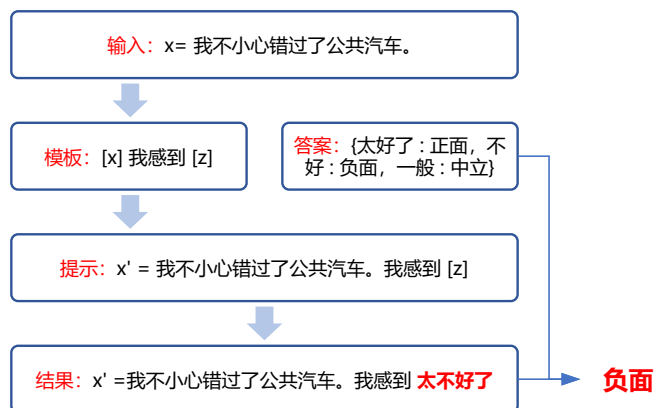 输入：x= 我不小心错过了公共汽车。
模板：[x] 我感到 [z]
答案：{太好了 : 正面，不
好 : 负面，一般 : 中立}
提示：x' = 我不小心错过了公共汽车。我感到 [z]
结果：x' =我不小心错过了公共汽车。我感到 太不好了
负面